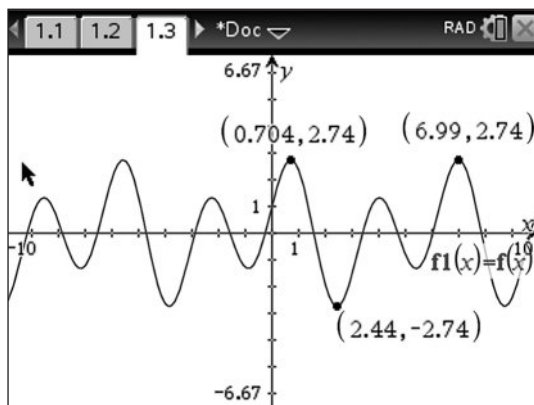 1.1 1.2 1.3 *Doc RAD
6.67 y
(0.704,2.74) (6.99,2.74)
1
x
-10 1 10
f1(x)=f(x)
(2.44,-2.74)
-6.67